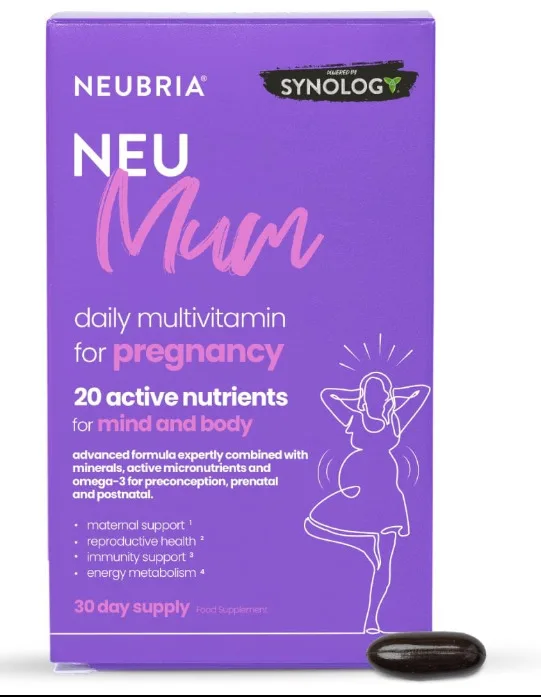 NEUBRIA®
POWERED BY
SYNOLOGY
NEU
Mum
daily multivitamin
for pregnancy
20 active nutrients
for mind and body
advanced formula expertly combined with
minerals, active micronutrients and
omega-3 for preconception, prenatal
and postnatal.
• maternal support ¹
• reproductive health ²
• immunity support ³
• energy metabolism ⁴
30 day supply Food Supplement